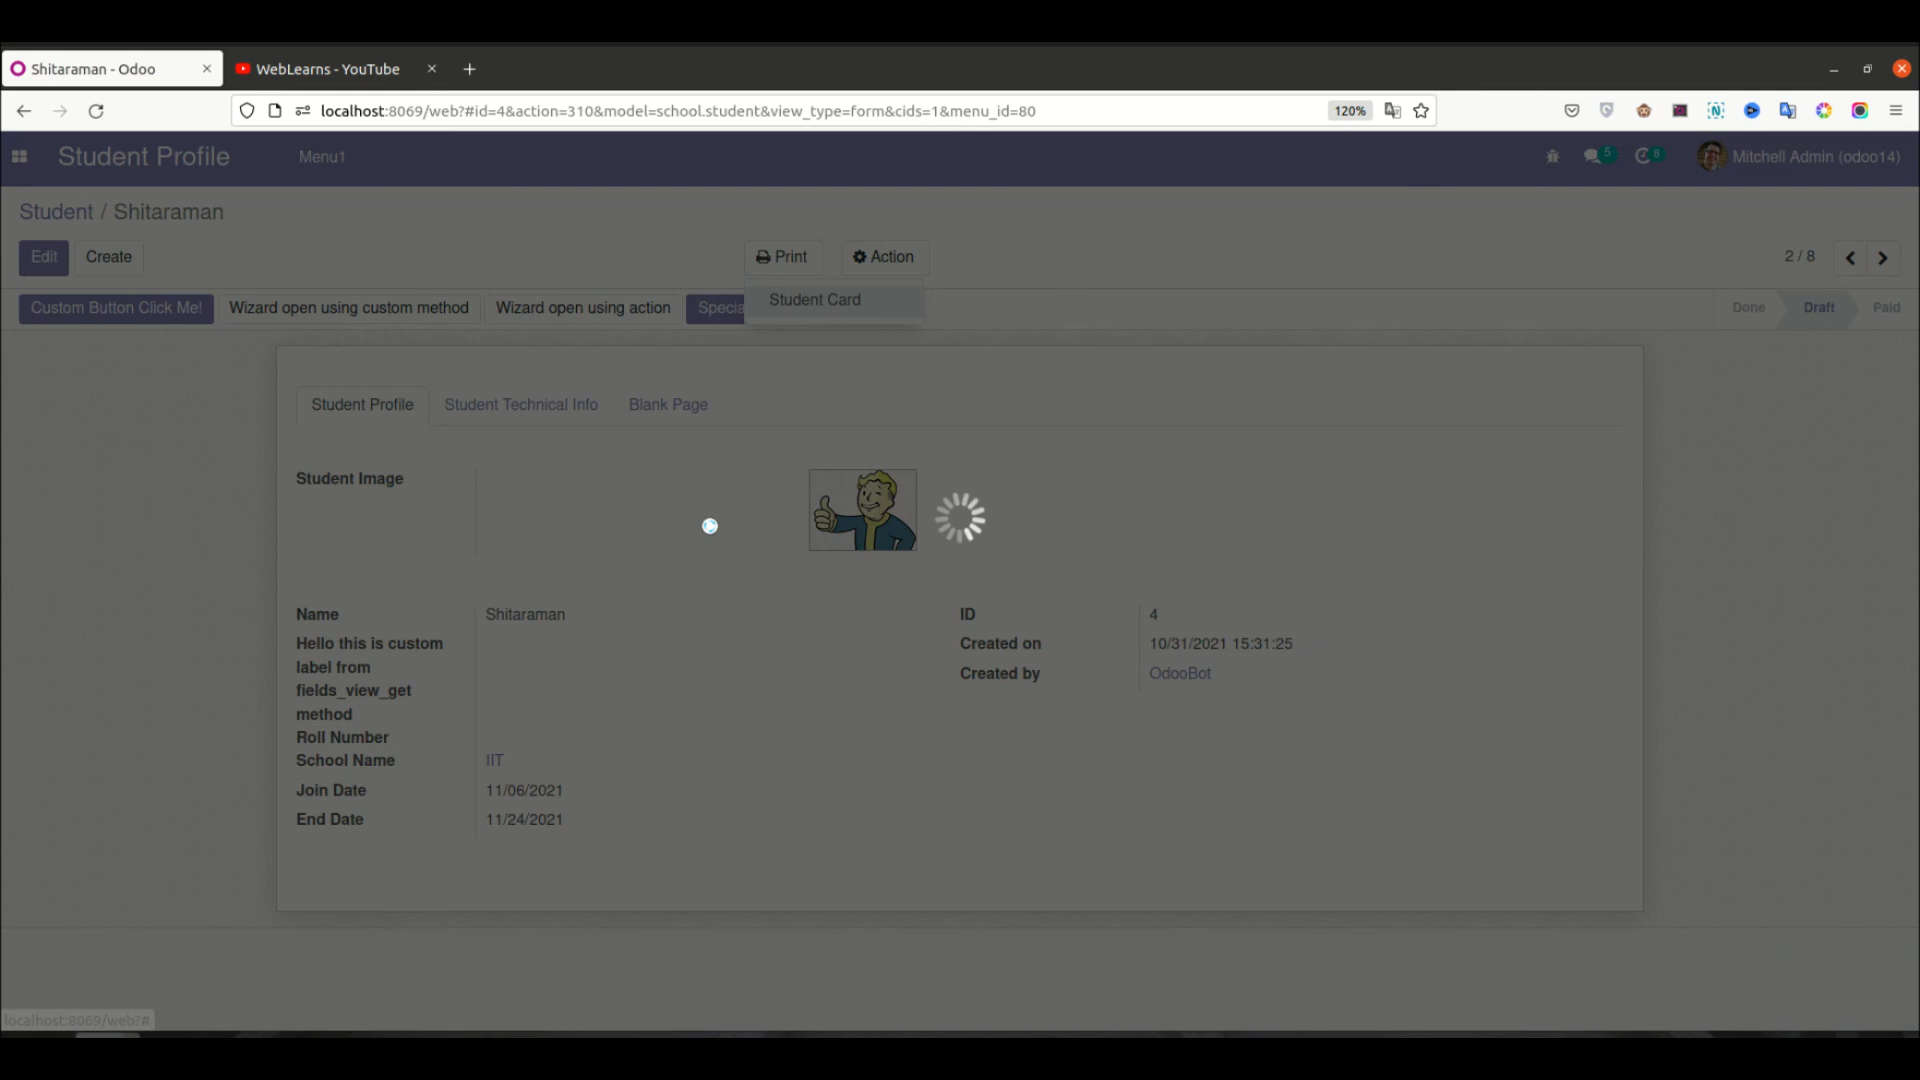 Shitaraman - Odoo
WebLearns - YouTube
localhost:8069/web?#id=4&action=310&model=school.student&view_type=form&cids=1&menu_id=80
120%
Student Profile
Menu1
5
8
Mitchell Admin (odoo14)
Student / Shitaraman
Edit
Create
Print
Action
2 / 8
Custom Button Click Me!
Wizard open using custom method
Wizard open using action
Specia
Student Card
Done
Draft
Paid
Student Profile
Student Technical Info
Blank Page
Student Image
Name
Shitaraman
ID
4
Hello this is custom
label from
fields_view_get
method
Created on
10/31/2021 15:31:25
Created by
OdooBot
Roll Number
School Name
IIT
Join Date
11/06/2021
End Date
11/24/2021
localhost:8069/web?#